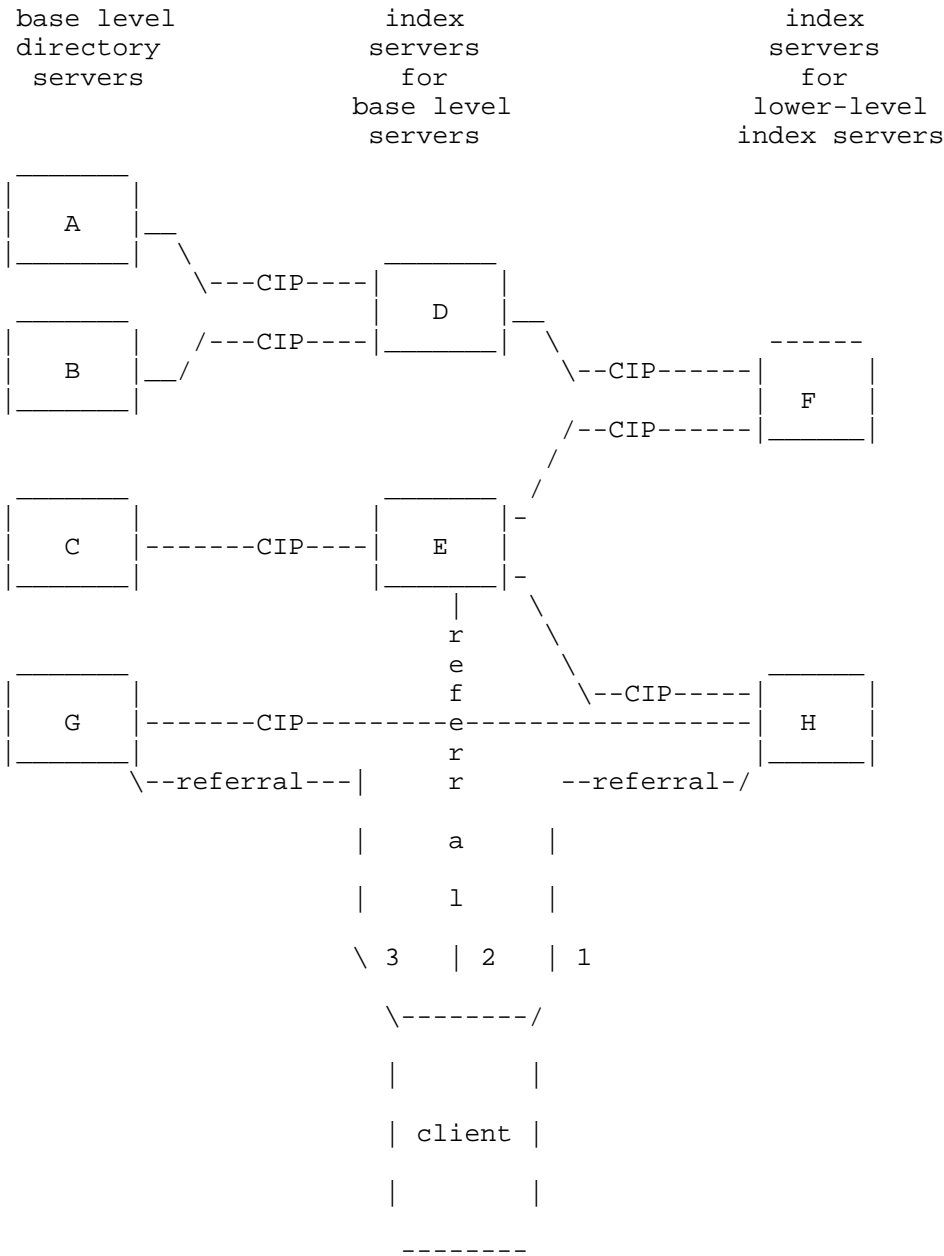 base level index index
directory servers servers
servers for for
base level lower-level
servers index servers
A
CIP
D
CIP
B
CIP
F
CIP
C CIP E
r
e
f CIP
G CIP e H
r
referral r referral
a
l
3 2 1
client